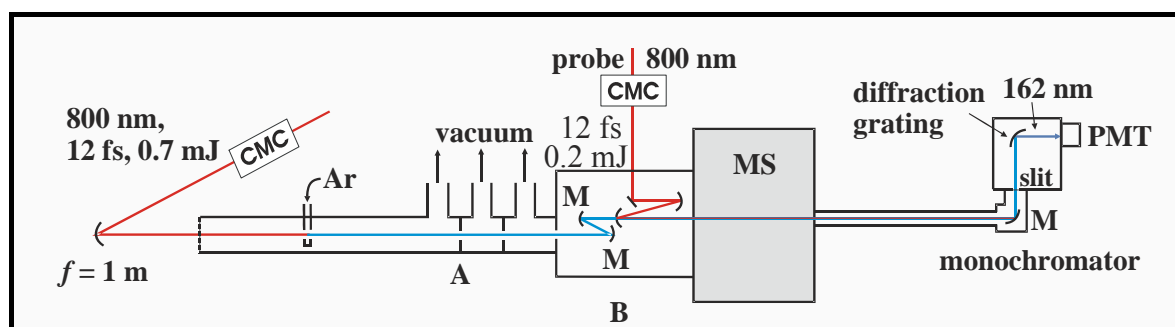 probe 800 nm
CMC
800 nm,
12 fs, 0.7 mJ
CMC
vacuum
12 fs
0.2 mJ
diffraction
grating
162 nm
PMT
MS
Ar
M
slit
M
M
f = 1 m
A
monochromator
B